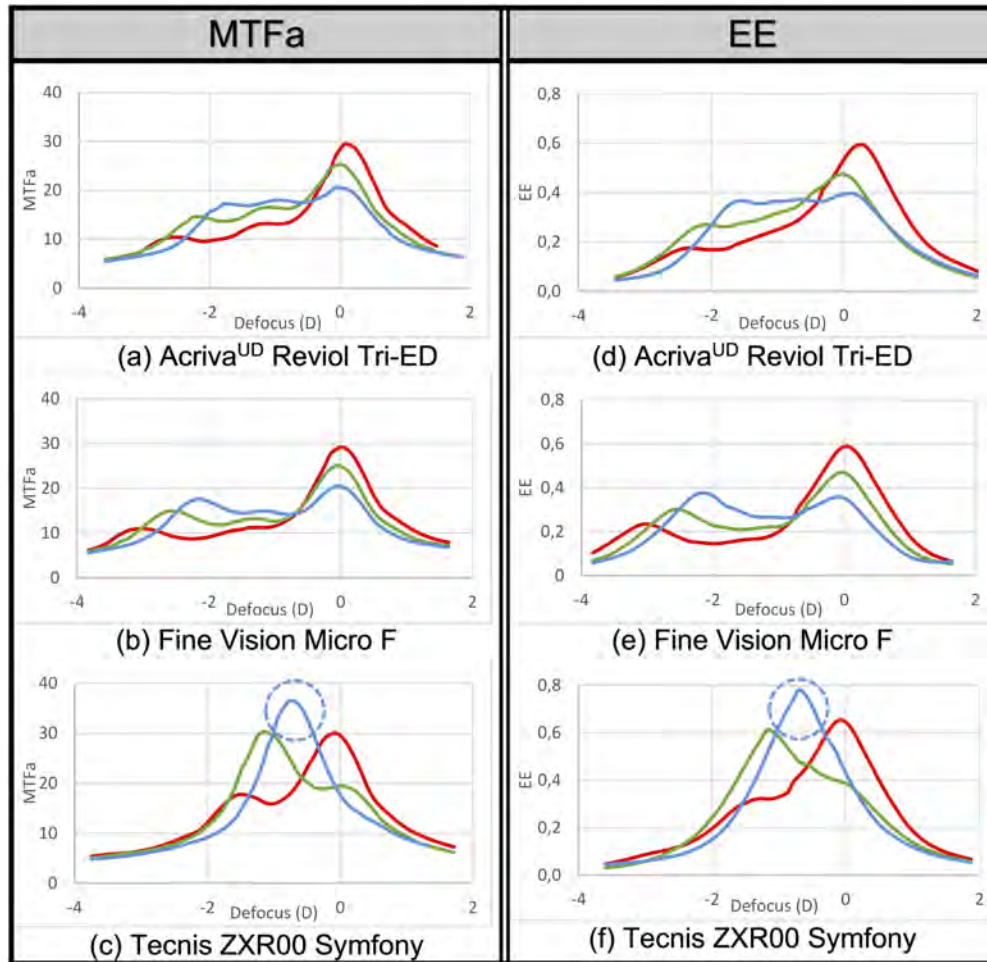 MTFa
EE
40
30
20
10
0
MTFa
-4
-2
0
2
Defocus (D)
(a) Acriva^UD Reviol Tri-ED
0,8
0,6
0,4
0,2
0,0
EE
-4
-2
0
2
Defocus (D)
(d) Acriva^UD Reviol Tri-ED
40
30
20
10
0
MTFa
-4
-2
0
2
Defocus (D)
(b) Fine Vision Micro F
0,8
0,6
0,4
0,2
0
EE
-4
-2
0
2
Defocus (D)
(e) Fine Vision Micro F
40
30
20
10
0
MTFa
-4
-2
0
2
Defocus (D)
(c) Tecnis ZXR00 Symfony
0,8
0,6
0,4
0,2
0,0
EE
-4
-2
0
2
Defocus (D)
(f) Tecnis ZXR00 Symfony